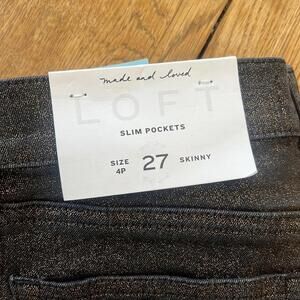 made and loved
LOFT
SLIM POCKETS
SIZE 27 SKINNY
4P